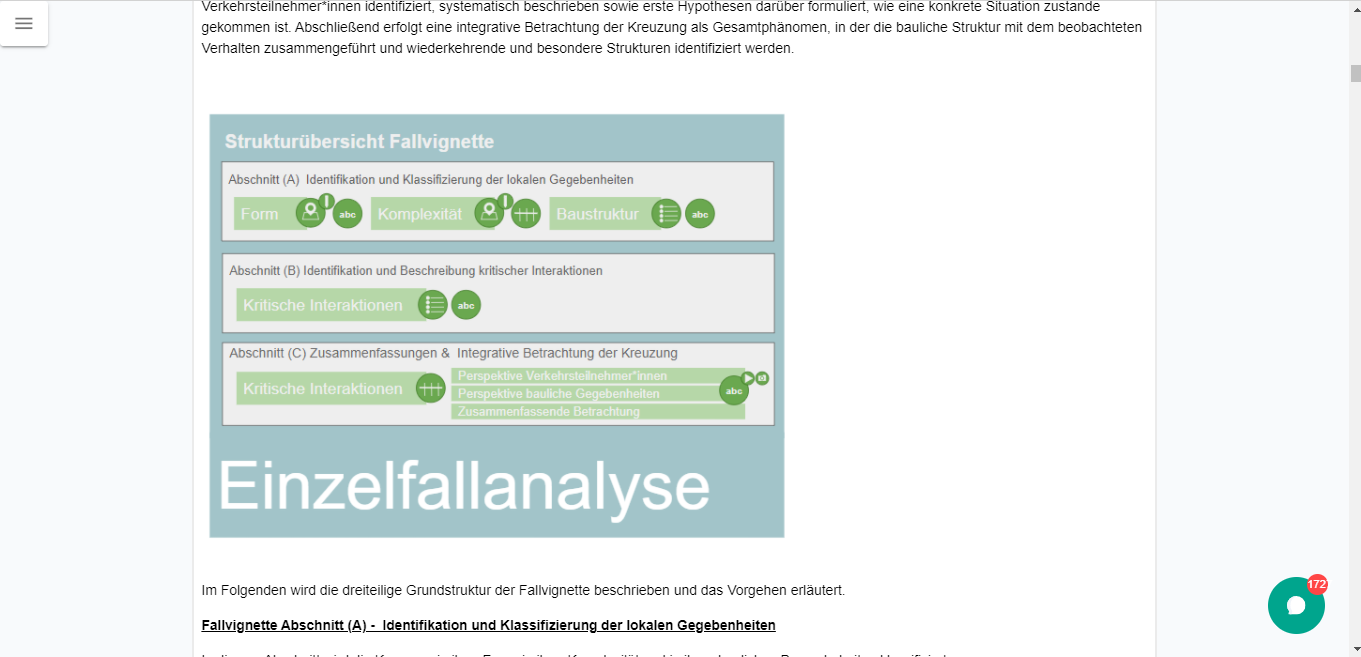 Verkehrsteilnehmer*innen identifiziert, systematisch beschrieben sowie erste Hypothesen darüber formuliert, wie eine konkrete Situation zustande
gekommen ist. Abschließend erfolgt eine integrative Betrachtung der Kreuzung als Gesamtphänomen, in der die bauliche Struktur mit dem beobachteten
Verhalten zusammengeführt und wiederkehrende und besondere Strukturen identifiziert werden.
Strukturübersicht Fallvignette
Abschnitt (A) Identifikation und Klassifizierung der lokalen Gegebenheiten
Form abc Komplexität Baustruktur abc
Abschnitt (B) Identifikation und Beschreibung kritischer Interaktionen
Kritische Interaktionen abc
Abschnitt (C) Zusammenfassungen & Integrative Betrachtung der Kreuzung
Kritische Interaktionen
Perspektive Verkehrsteilnehmer*innen
Perspektive bauliche Gegebenheiten
Zusammenfassende Betrachtung
abc
Einzelfallanalyse
Im Folgenden wird die dreiteilige Grundstruktur der Fallvignette beschrieben und das Vorgehen erläutert.
172
Fallvignette Abschnitt (A) - Identifikation und Klassifizierung der lokalen Gegebenheiten